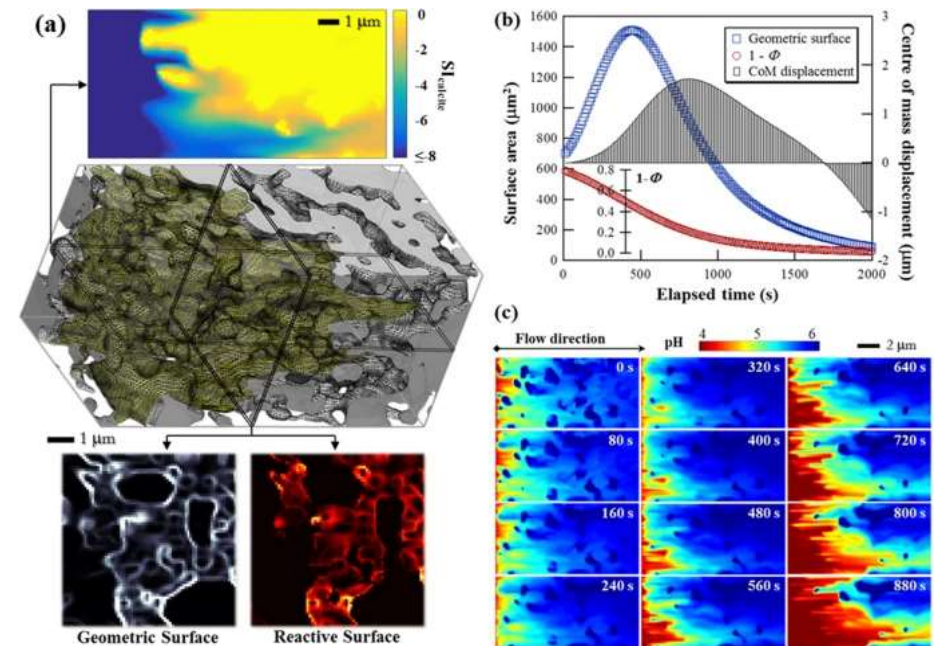 (a)
1 μm
0
-2
-4
-6
≤-8
SIcalcite
1 μm
Geometric Surface
Reactive Surface
(b)
1600
1400
1200
1000
800
600
400
200
0
Surface area (μm²)
Geometric surface
1 - Φ
CoM displacement
0.8
0.6
0.4
0.2
0.0
1-Φ
3
2
1
0
-1
-2
Centre of mass displacement (μm)
0 500 1000 1500 2000
Elapsed time (s)
(c)
Flow direction
pH 4 5 6
2 μm
0 s 320 s 640 s
80 s 400 s 720 s
160 s 480 s 800 s
240 s 560 s 880 s